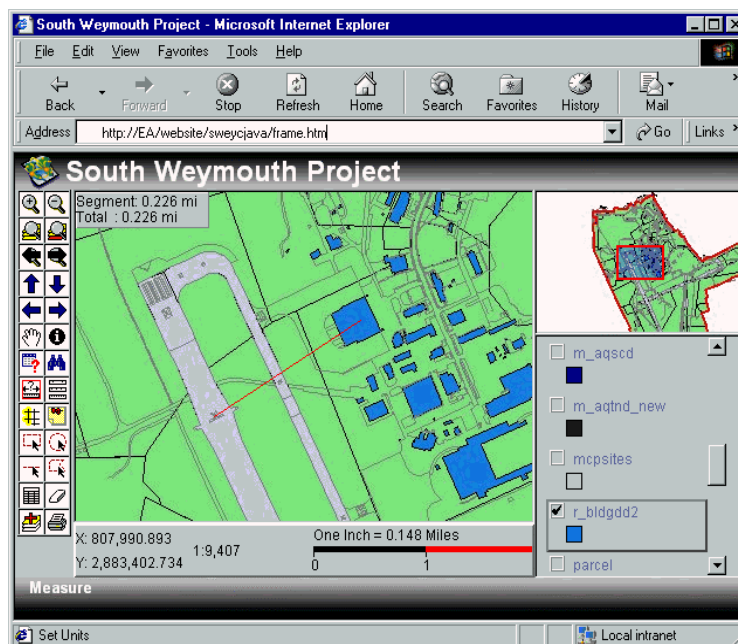 South Weymouth Project - Microsoft Internet Explorer
File Edit View Favorites Tools Help
Back Forward Stop Refresh Home Search Favorites History Mail
Address http://EA/website/sweycjava/frame.htm Go Links
South Weymouth Project
Segment: 0.226 mi
Total : 0.226 mi
m_aqscd
m_aqtnd_new
mcpsites
r_bldgdd2
parcel
X: 807,990.893
Y: 2,883,402.734
1:9,407
One Inch = 0.148 Miles
0 1
Measure
Set Units Local intranet